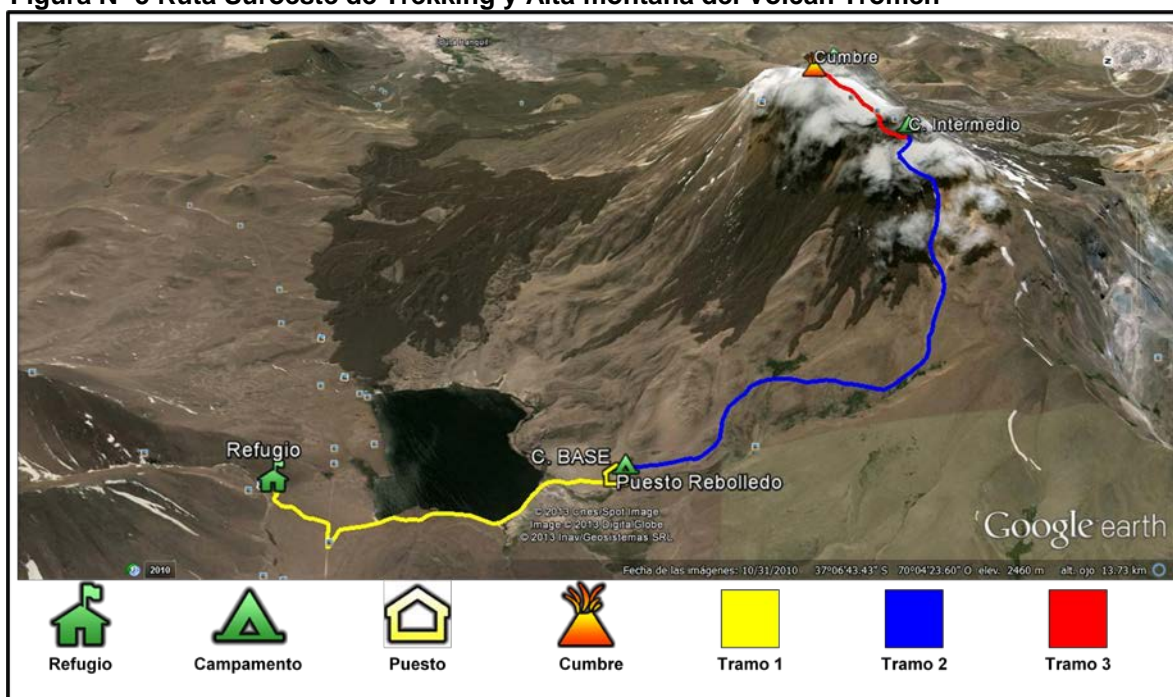 Figura N° 3 Ruta Suroeste de Trekking y Alta montaña del Volcán Tromen
Cumbre
C. Intermedio
Refugio
C. BASE
Puesto Rebolledo
© 2013 Cnes/Spot Image
Image © 2013 DigitalGlobe
© 2013 Inav/Geosistemas SRL
Google earth
2010
Fecha de las imágenes: 10/31/2010 37°06'43.43" S 70°04'23.60" O elev. 2460 m alt. ojo 13.73 km
Refugio
Campamento
Puesto
Cumbre
Tramo 1
Tramo 2
Tramo 3